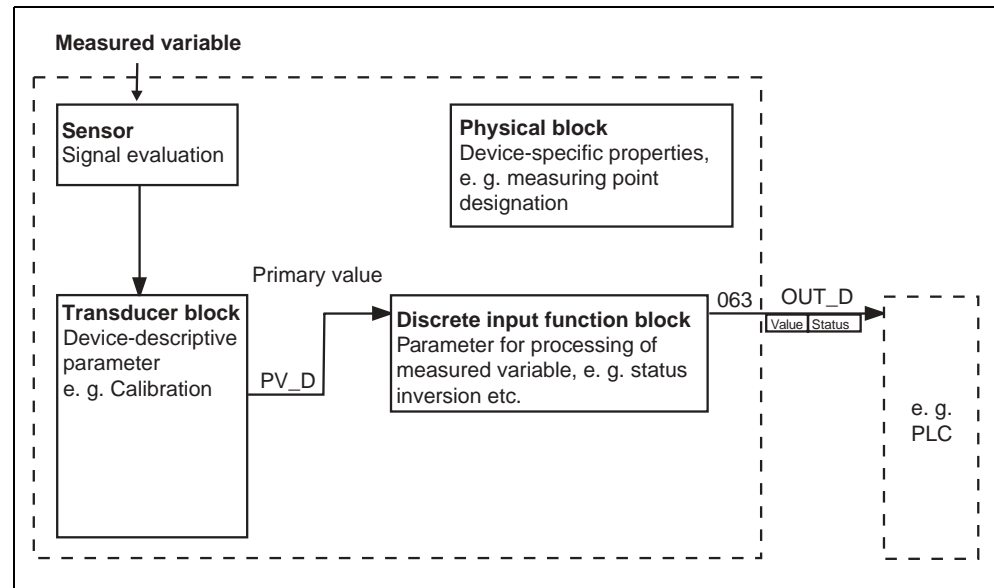 Measured variable
Sensor
Signal evaluation
Physical block
Device-specific properties,
e. g. measuring point
designation
Primary value
Transducer block
Device-descriptive
parameter
e. g. Calibration
PV_D
Discrete input function block
Parameter for processing of
measured variable, e. g. status
inversion etc.
063
OUT_D
Value Status
e. g.
PLC